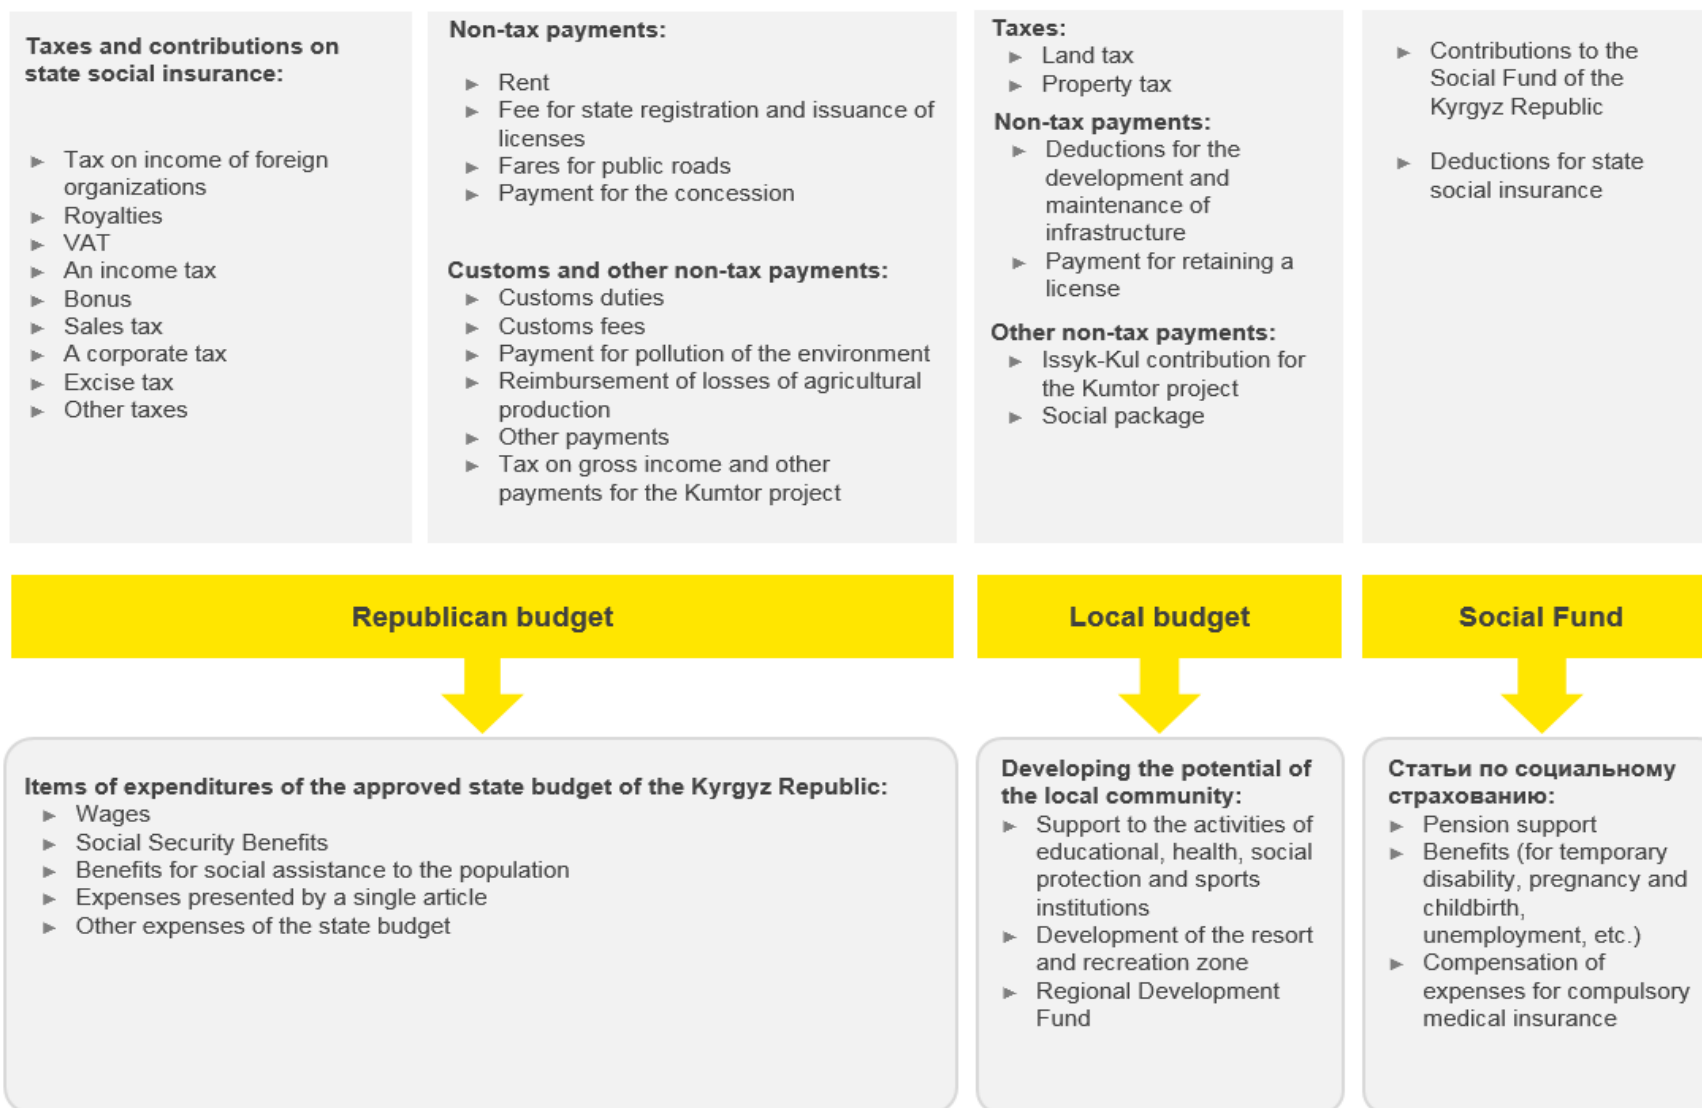 Taxes and contributions on
state social insurance:
► Tax on income of foreign
organizations
► Royalties
► VAT
► An income tax
► Bonus
► Sales tax
► A corporate tax
► Excise tax
► Other taxes
Non-tax payments:
► Rent
► Fee for state registration and issuance of
licenses
► Fares for public roads
► Payment for the concession
Customs and other non-tax payments:
► Customs duties
► Customs fees
► Payment for pollution of the environment
► Reimbursement of losses of agricultural
production
► Other payments
► Tax on gross income and other
payments for the Kumtor project
Taxes:
► Land tax
► Property tax
Non-tax payments:
► Deductions for the
development and
maintenance of
infrastructure
► Payment for retaining a
license
Other non-tax payments:
► Issyk-Kul contribution for
the Kumtor project
► Social package
► Contributions to the
Social Fund of the
Kyrgyz Republic
► Deductions for state
social insurance
Republican budget
Local budget
Social Fund
Items of expenditures of the approved state budget of the Kyrgyz Republic:
► Wages
► Social Security Benefits
► Benefits for social assistance to the population
► Expenses presented by a single article
► Other expenses of the state budget
Developing the potential of
the local community:
► Support to the activities of
educational, health, social
protection and sports
institutions
► Development of the resort
and recreation zone
► Regional Development
Fund
Статьи по социальному
страхованию:
► Pension support
► Benefits (for temporary
disability, pregnancy and
childbirth,
unemployment, etc.)
► Compensation of
expenses for compulsory
medical insurance